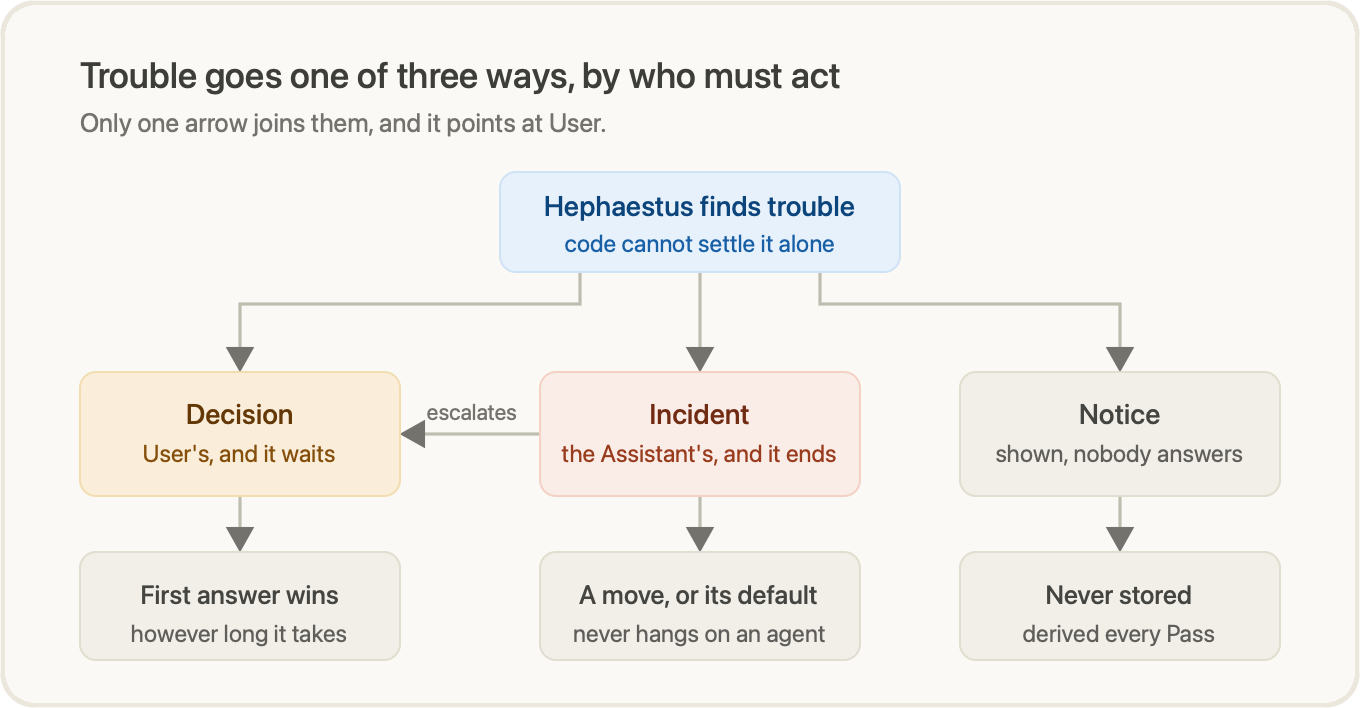 Trouble goes one of three ways, by who must act
Only one arrow joins them, and it points at User.
Hephaestus finds trouble
code cannot settle it alone
Decision
User's, and it waits
escalates
Incident
the Assistant's, and it ends
Notice
shown, nobody answers
First answer wins
however long it takes
A move, or its default
never hangs on an agent
Never stored
derived every Pass